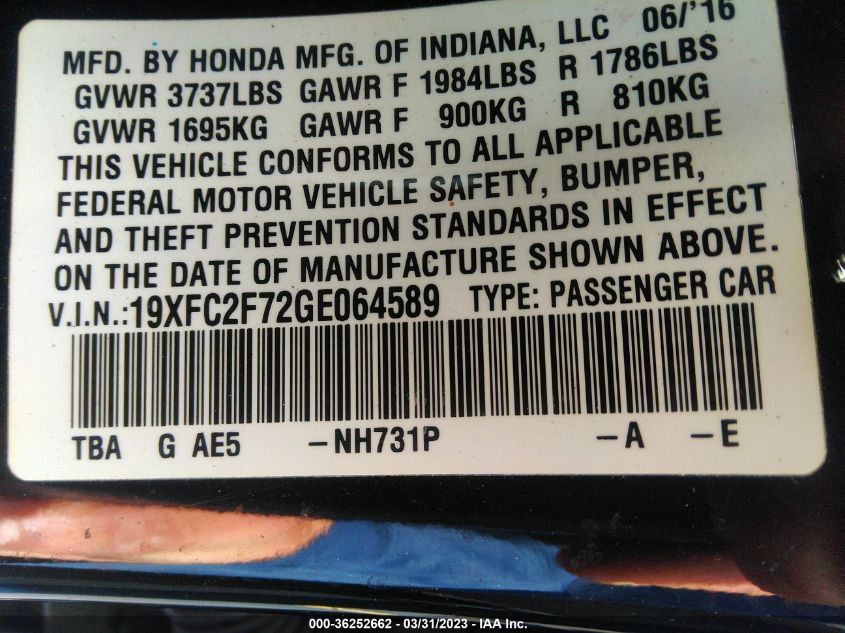 MFD. BY HONDA MFG. OF INDIANA, LLC 06/'16
GVWR 3737LBS GAWR F 1984LBS R 1786LBS
GVWR 1695KG GAWR F 900KG R 810KG
THIS VEHICLE CONFORMS TO ALL APPLICABLE
FEDERAL MOTOR VEHICLE SAFETY, BUMPER,
AND THEFT PREVENTION STANDARDS IN EFFECT
ON THE DATE OF MANUFACTURE SHOWN ABOVE.
V.I.N.:19XFC2F72GE064589 TYPE: PASSENGER CAR
TBA G AE5 -NH731P -A -E
000-36252662 - 03/31/2023 - IAA Inc.